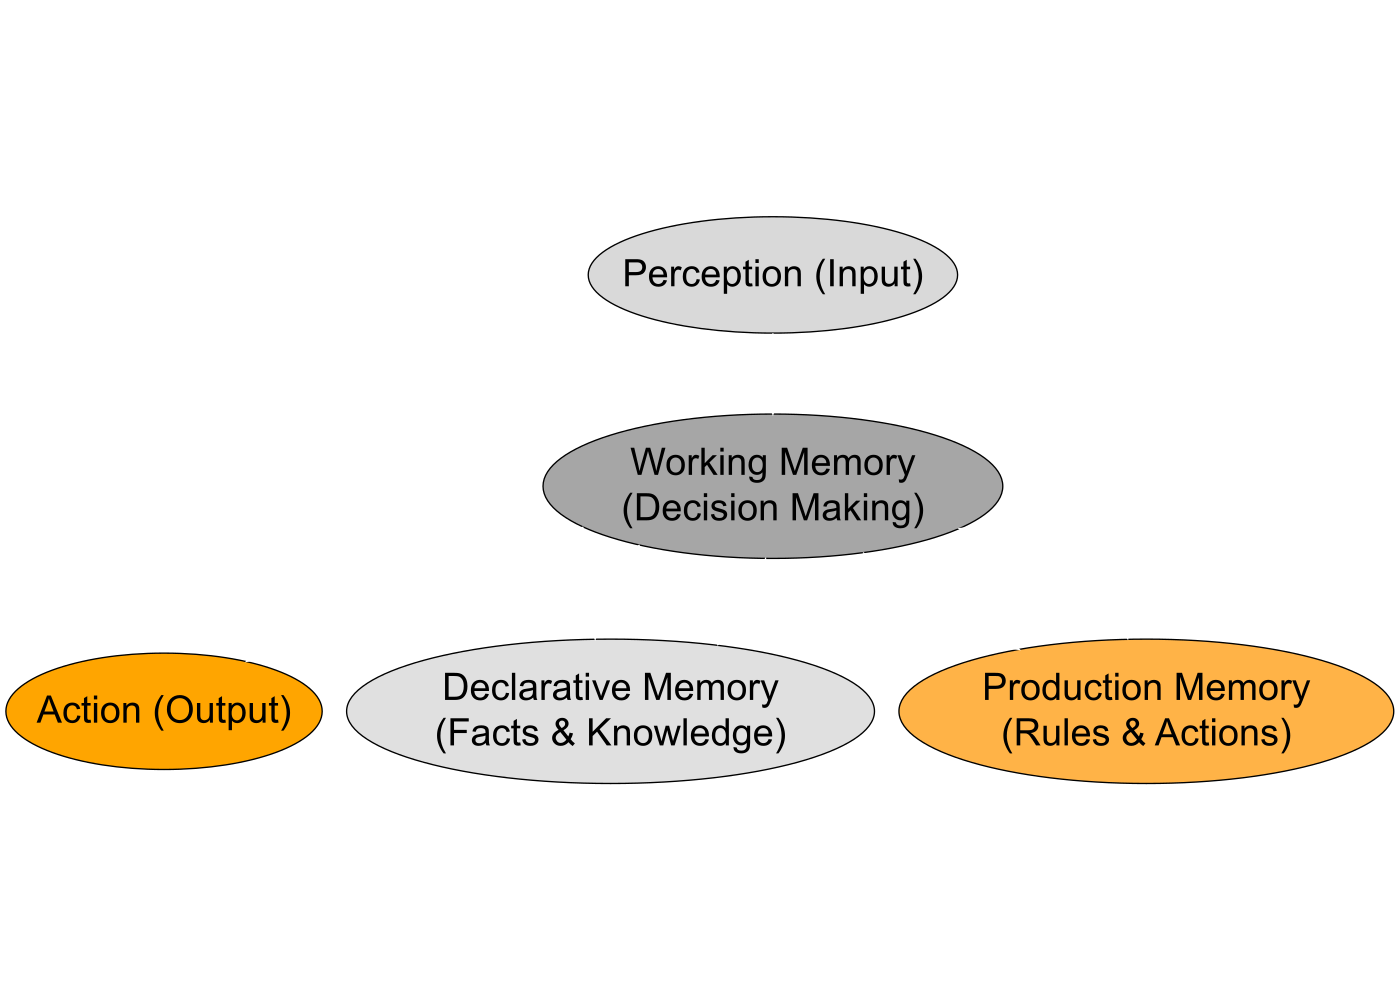 Perception (Input)
Working Memory
(Decision Making)
Action (Output)
Declarative Memory
(Facts & Knowledge)
Production Memory
(Rules & Actions)